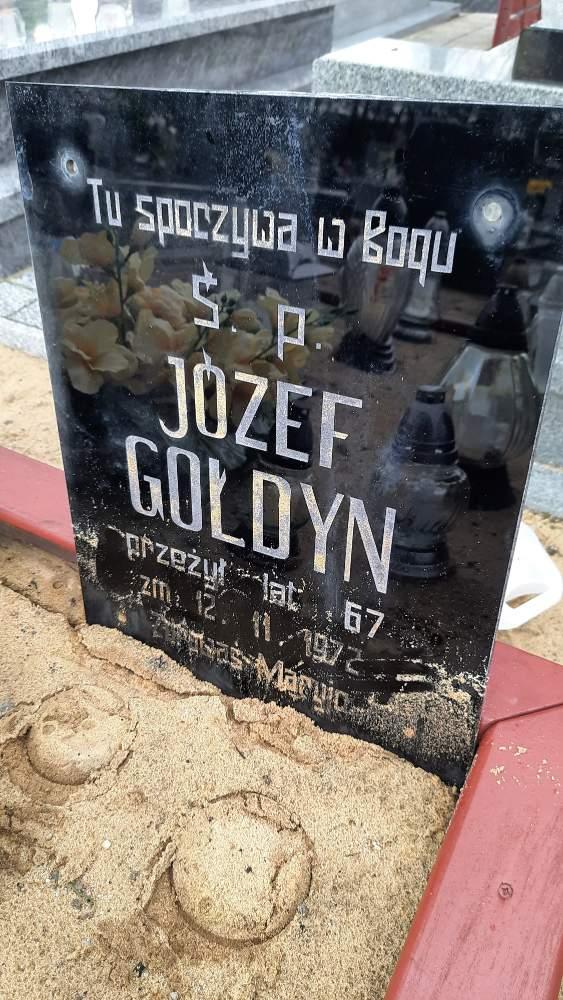 Tu spoczywa w Bogu
Ś. p.
JÓZEF
GOŁDYN
przeżył lat 67
zm 12. 11. 1972
Zdrowaś Maryjo